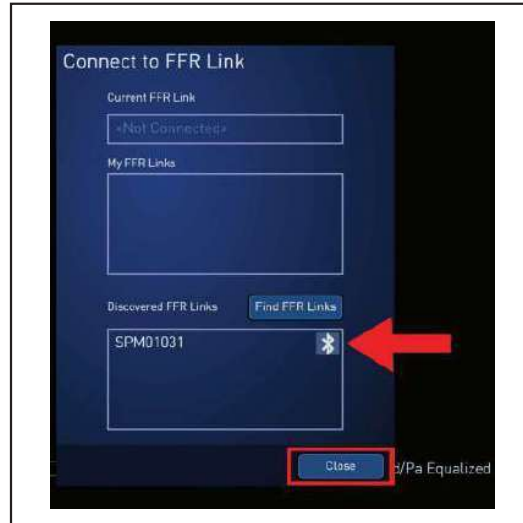 Connect to FFR Link
Current FFR Link
<Not Connected>
My FFR Links
Discovered FFR Links Find FFR Links
SPM01031
Close d/Pa Equalized